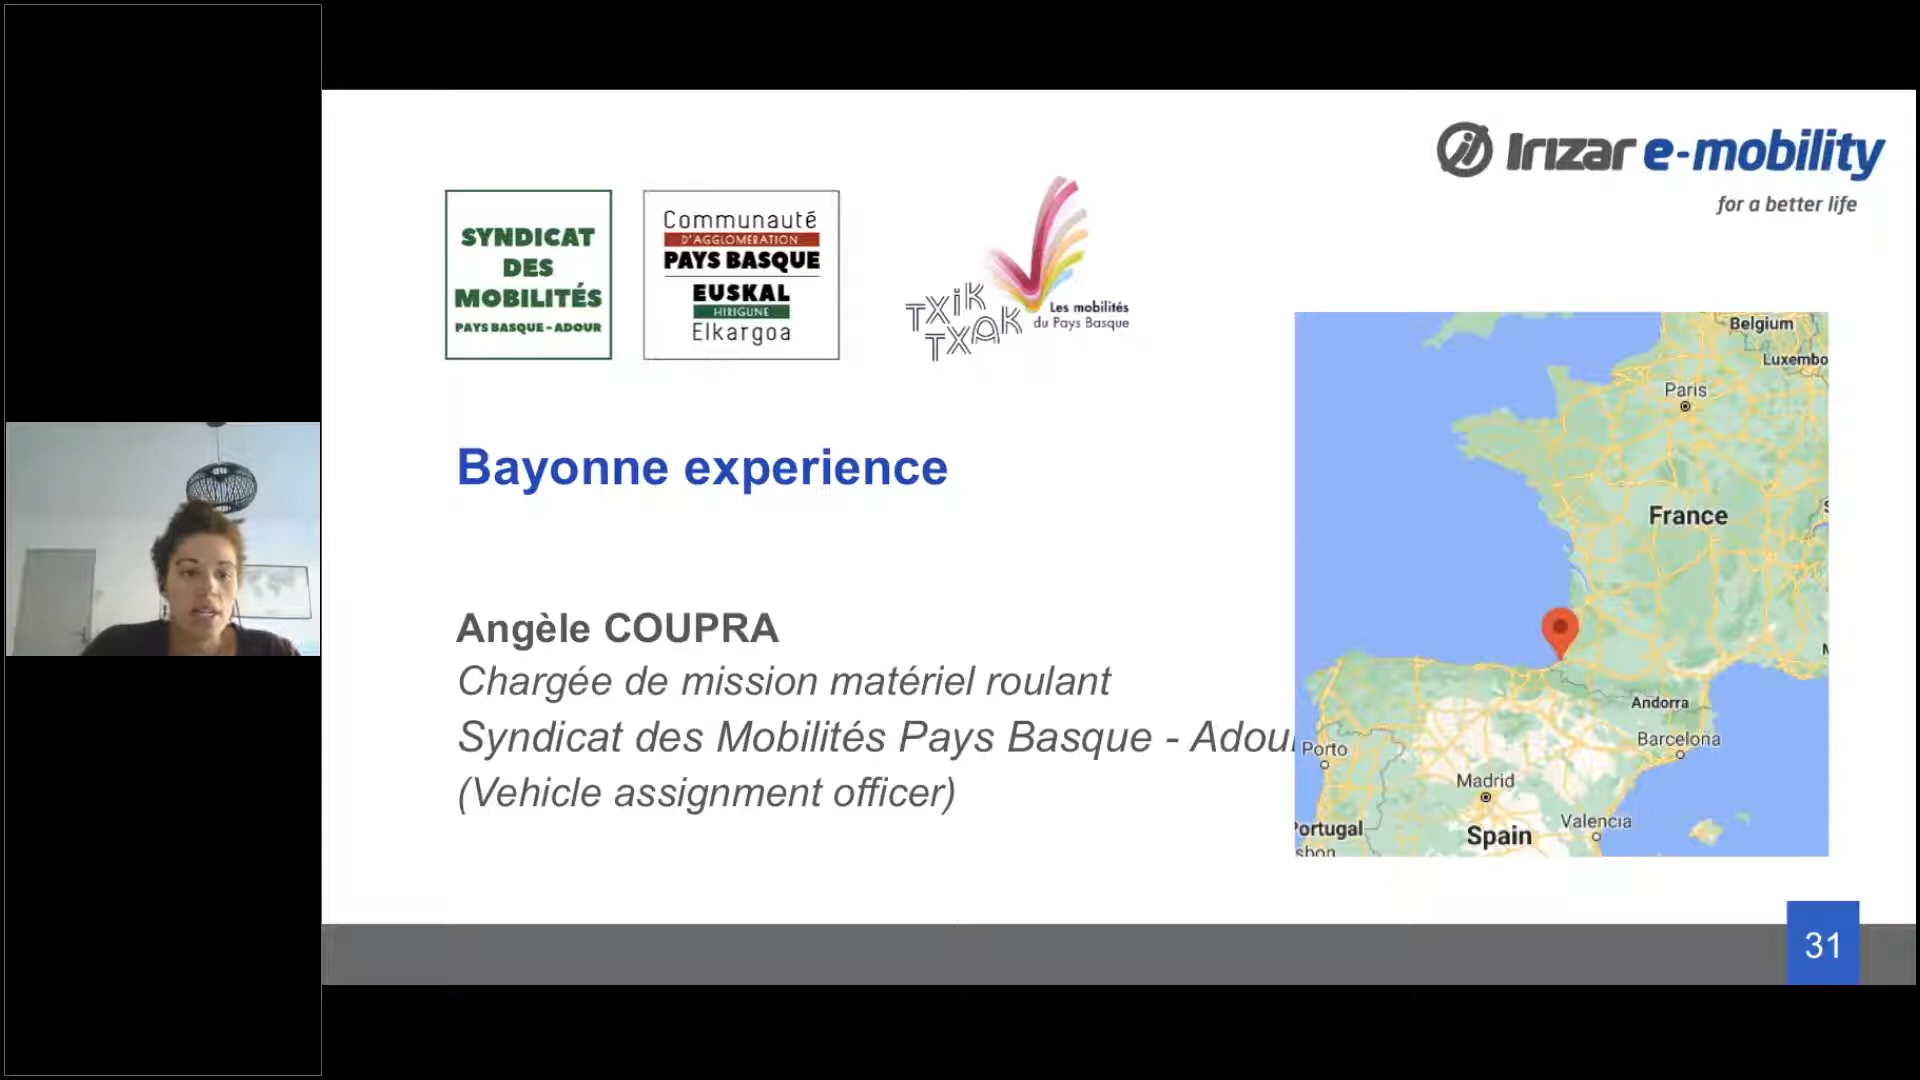 Irizar e-mobility
for a better life
SYNDICAT
DES
MOBILITÉS
PAYS BASQUE - ADOUR
Communauté
D'AGGLOMERATION
PAYS BASQUE
EUSKAL
HIRIGUNE
Elkargoa
TXIK
TXAK
Les mobilités
du Pays Basque
Bayonne experience
Angèle COUPRA
Chargée de mission matériel roulant
Syndicat des Mobilités Pays Basque - Adour
(Vehicle assignment officer)
Belgium
Luxembo
Paris
France
Andorra
Barcelona
Porto
Madrid
Valencia
Portugal
Spain
sbon
31